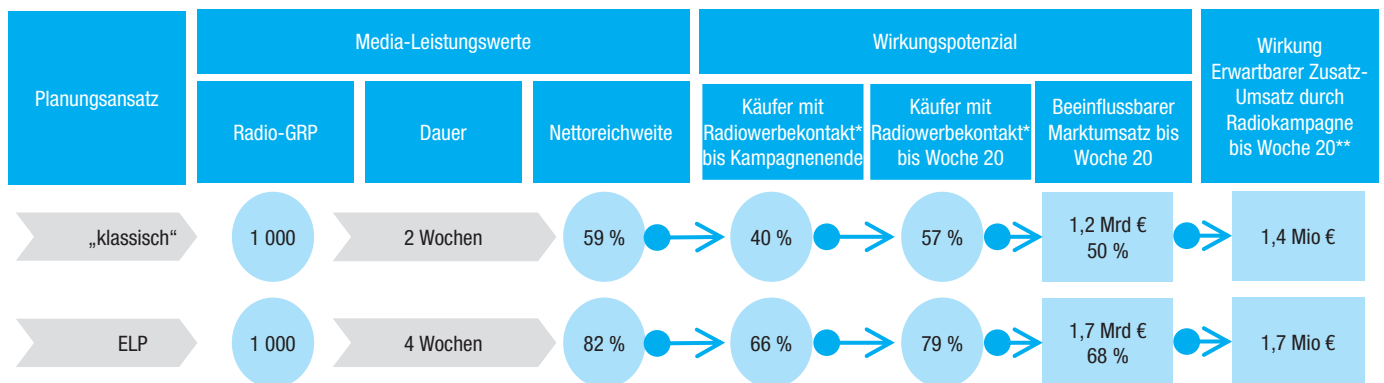 Planungsansatz
Media-Leistungswerte
Wirkungspotenzial
Wirkung
Erwartbarer Zusatz-
Umsatz durch
Radiokampagne
bis Woche 20**
Radio-GRP
Dauer
Nettoreichweite
Käufer mit
Radiowerbekontakt*
bis Kampagnenende
Käufer mit
Radiowerbekontakt*
bis Woche 20
Beeinflussbarer
Marktumsatz bis
Woche 20
„klassisch“
1 000
2 Wochen
59 %
40 %
57 %
1,2 Mrd €
50 %
1,4 Mio €
ELP
1 000
4 Wochen
82 %
66 %
79 %
1,7 Mrd €
68 %
1,7 Mio €